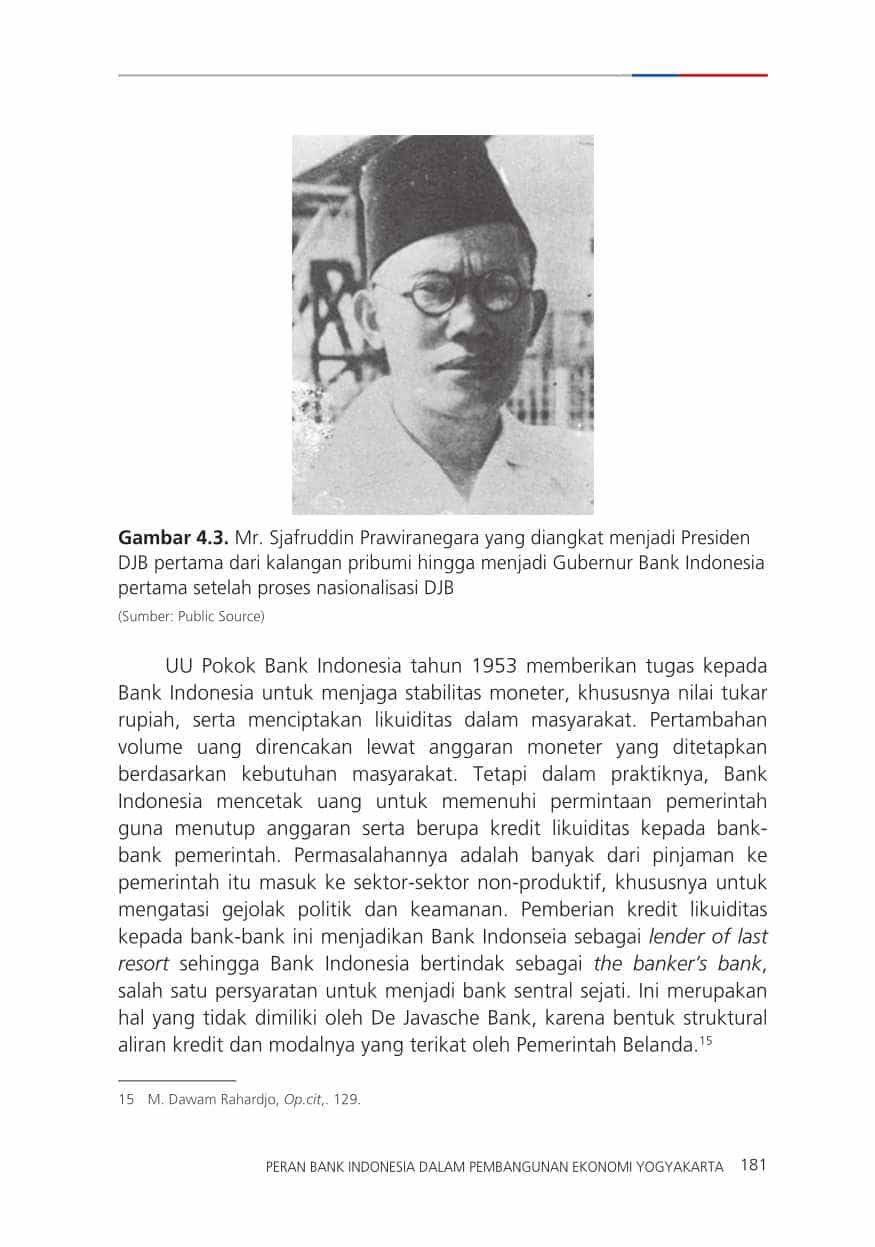 Gambar 4.3. Mr. Sjafruddin Prawiranegara yang diangkat menjadi Presiden
DJB pertama dari kalangan pribumi hingga menjadi Gubernur Bank Indonesia
pertama setelah proses nasionalisasi DJB
(Sumber: Public Source)
UU Pokok Bank Indonesia tahun 1953 memberikan tugas kepada
Bank Indonesia untuk menjaga stabilitas moneter, khususnya nilai tukar
rupiah, serta menciptakan likuiditas dalam masyarakat. Pertambahan
volume uang direncakan lewat anggaran moneter yang ditetapkan
berdasarkan kebutuhan masyarakat. Tetapi dalam praktiknya, Bank
Indonesia mencetak uang untuk memenuhi permintaan pemerintah
guna menutup anggaran serta berupa kredit likuiditas kepada bank-
bank pemerintah. Permasalahannya adalah banyak dari pinjaman ke
pemerintah itu masuk ke sektor-sektor non-produktif, khususnya untuk
mengatasi gejolak politik dan keamanan. Pemberian kredit likuiditas
kepada bank-bank ini menjadikan Bank Indonseia sebagai lender of last
resort sehingga Bank Indonesia bertindak sebagai the banker’s bank,
salah satu persyaratan untuk menjadi bank sentral sejati. Ini merupakan
hal yang tidak dimiliki oleh De Javasche Bank, karena bentuk struktural
aliran kredit dan modalnya yang terikat oleh Pemerintah Belanda.15
15 M. Dawam Rahardjo, Op.cit,. 129.
PERAN BANK INDONESIA DALAM PEMBANGUNAN EKONOMI YOGYAKARTA 181